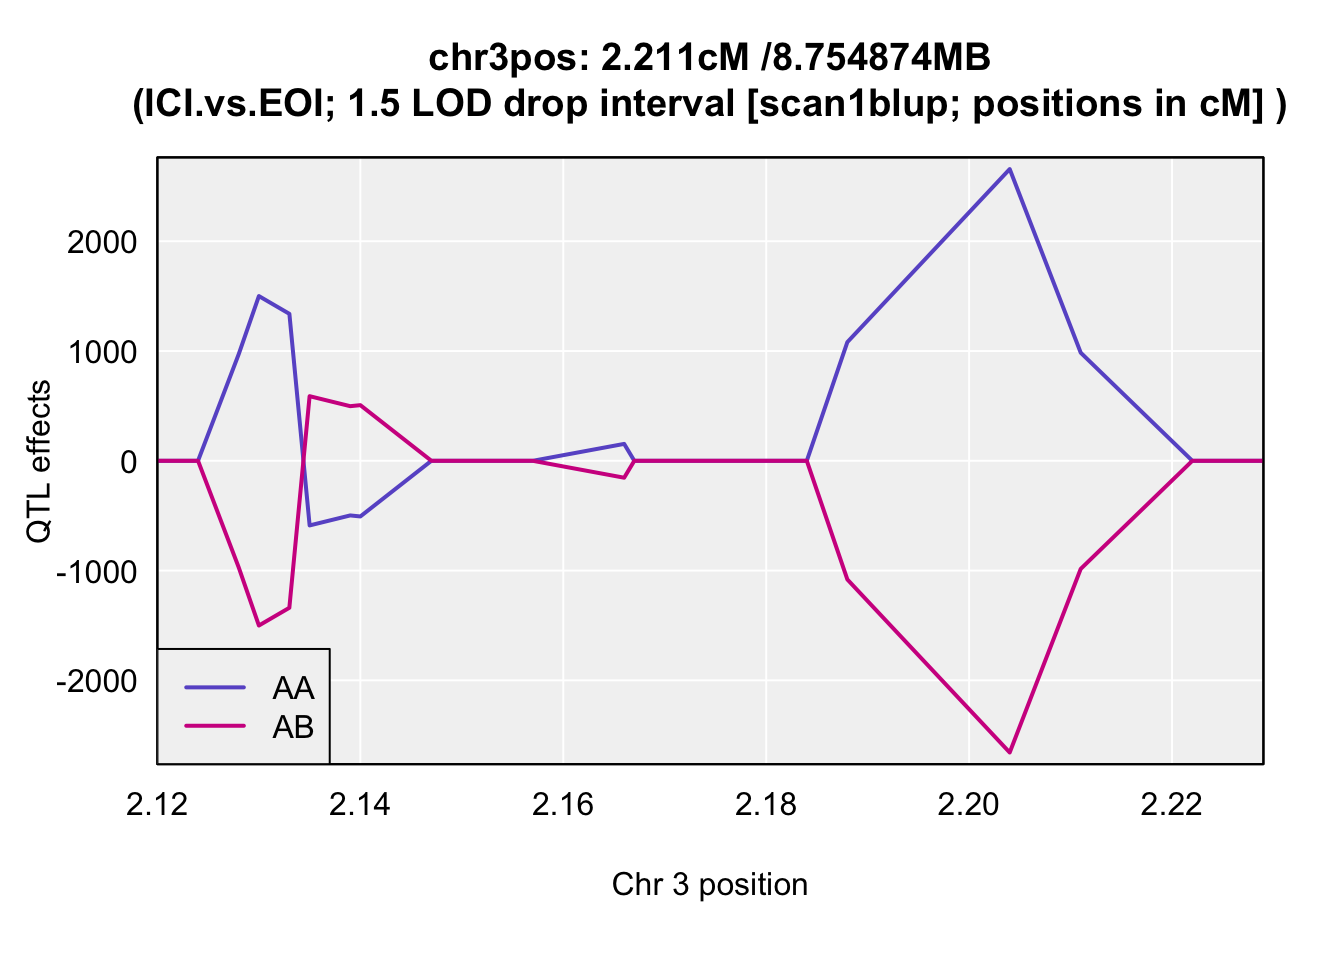 chr3pos: 2.211cM /8.754874MB
(ICI.vs.EOI; 1.5 LOD drop interval [scan1blup; positions in cM] )
QTL effects
2000
1000
0
-1000
-2000
AA
AB
2.12 2.14 2.16 2.18 2.20 2.22
Chr 3 position